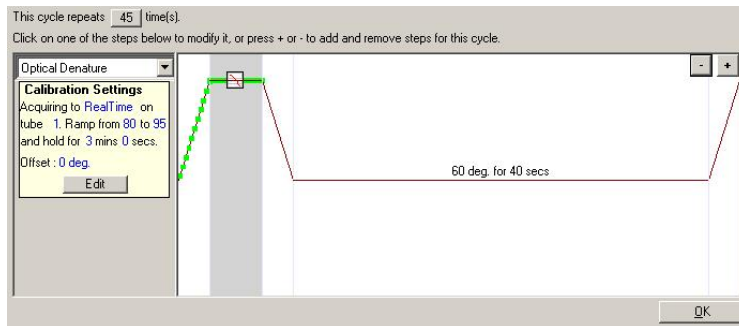 This cycle repeats 45 time(s).
Click on one of the steps below to modify it, or press + or - to add and remove steps for this cycle.
Optical Denature
- +
Calibration Settings
Acquiring to RealTime on
tube 1. Ramp from 80 to 95
and hold for 3 mins 0 secs.
Offset : 0 deg.
Edit
60 deg. for 40 secs
OK